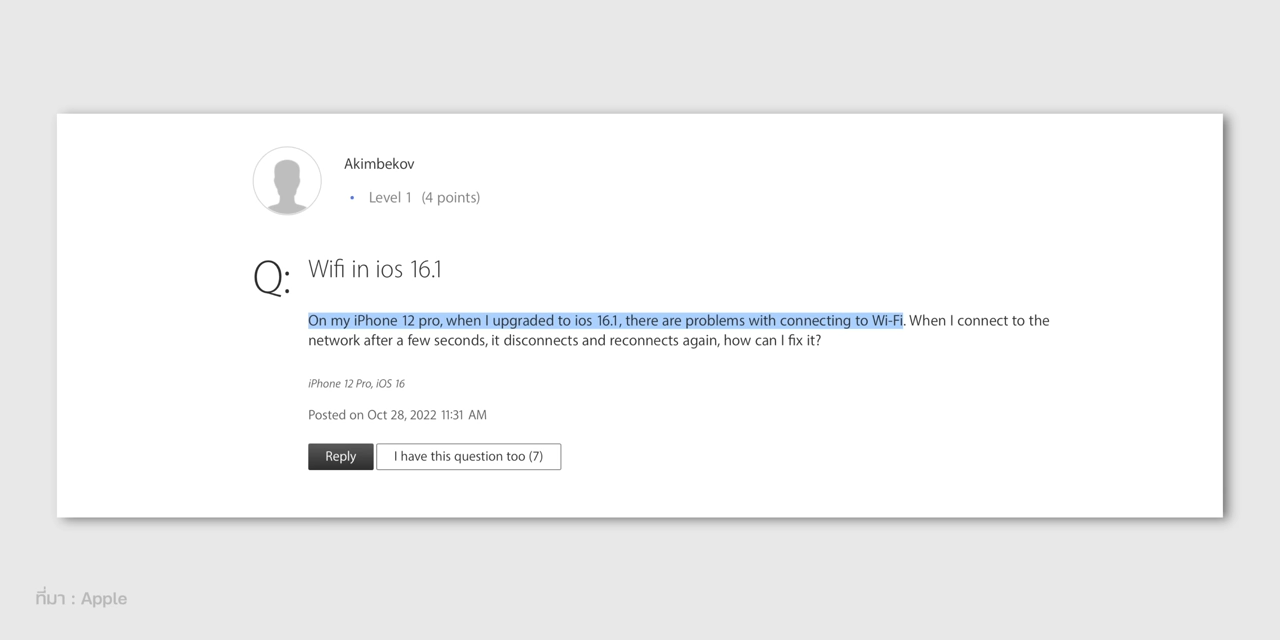 Akimbekov
• Level 1 (4 points)
Q: Wifi in ios 16.1
On my iPhone 12 pro, when I upgraded to ios 16.1, there are problems with connecting to Wi-Fi. When I connect to the
network after a few seconds, it disconnects and reconnects again, how can I fix it?
iPhone 12 Pro, iOS 16
Posted on Oct 28, 2022 11:31 AM
Reply I have this question too (7)
ที่มา : Apple